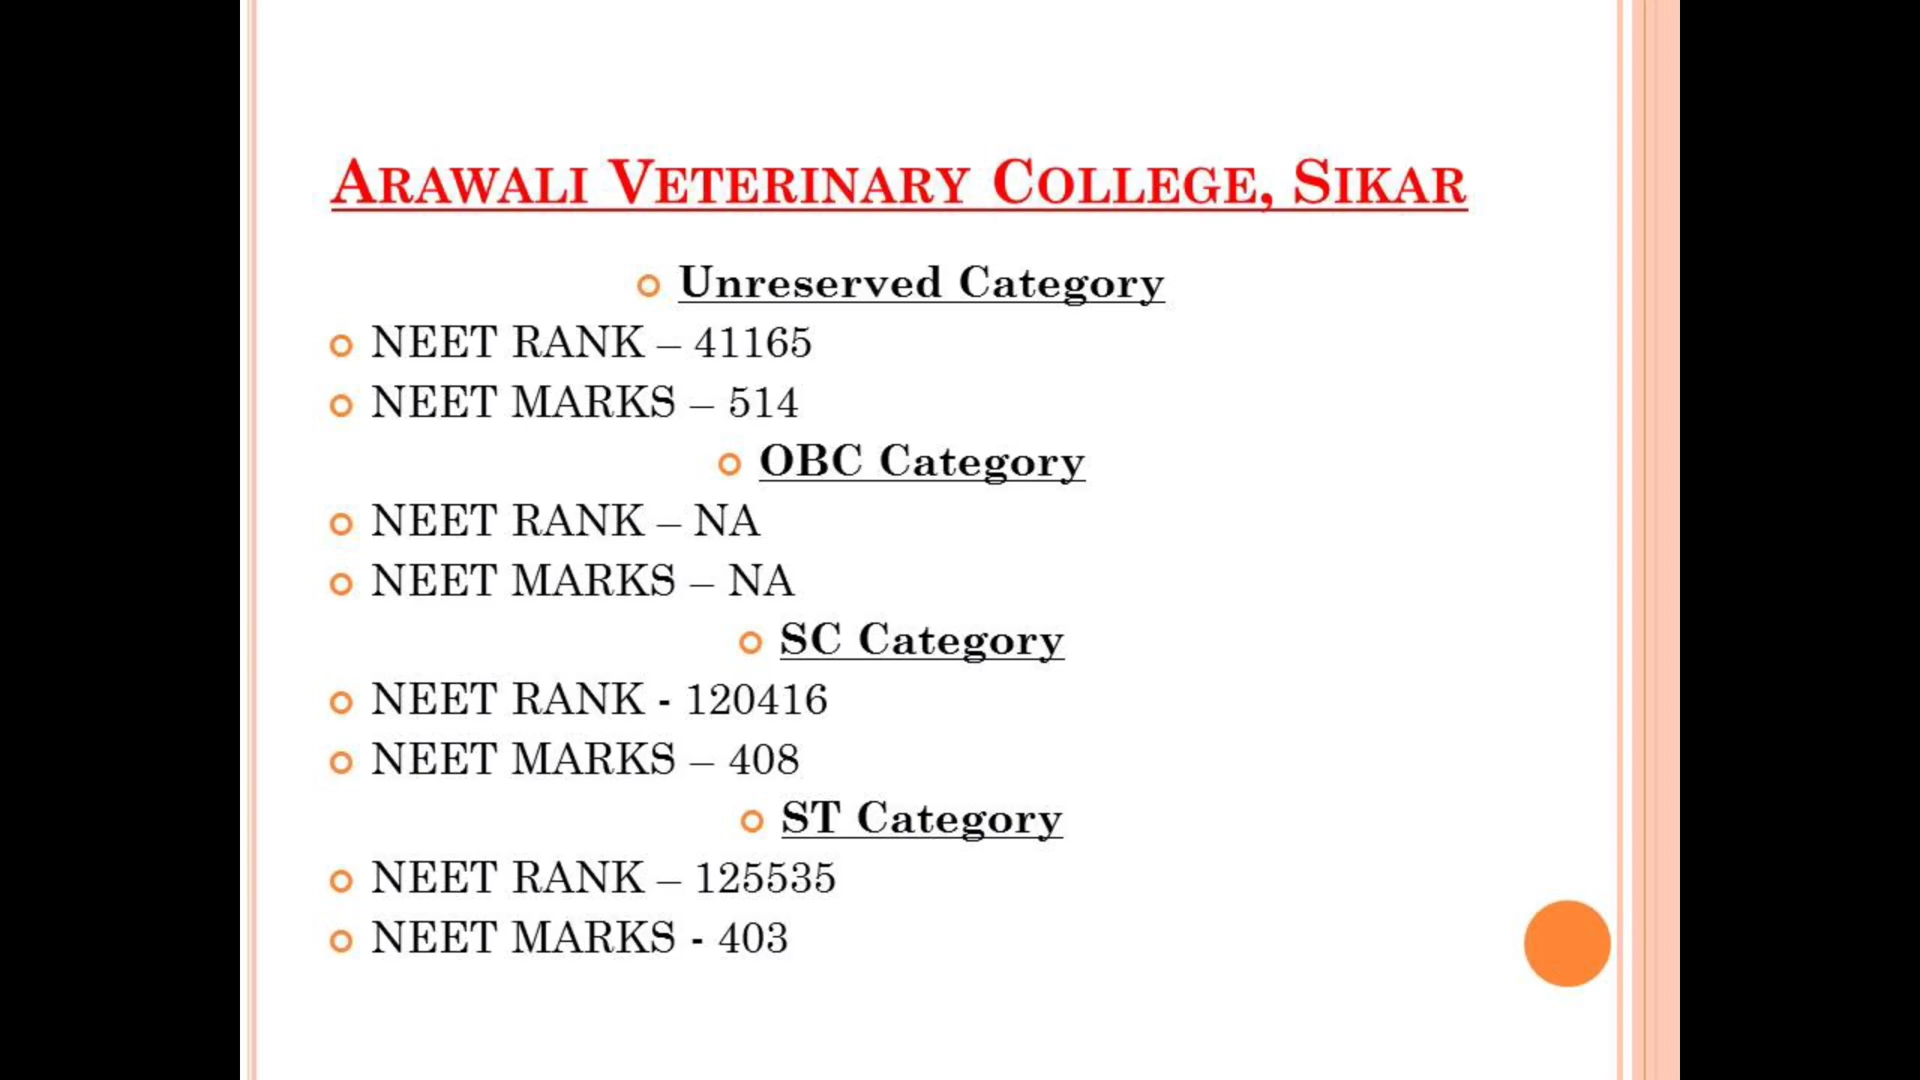 ARAWALI VETERINARY COLLEGE, SIKAR
Unreserved Category
NEET RANK – 41165
NEET MARKS – 514
OBC Category
NEET RANK – NA
NEET MARKS – NA
SC Category
NEET RANK - 120416
NEET MARKS – 408
ST Category
NEET RANK – 125535
NEET MARKS - 403